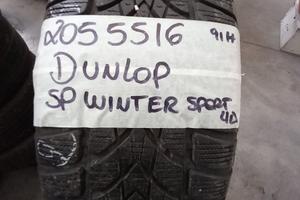 2055516 91H
DUNLOP
SP WINTER SPORT
4D